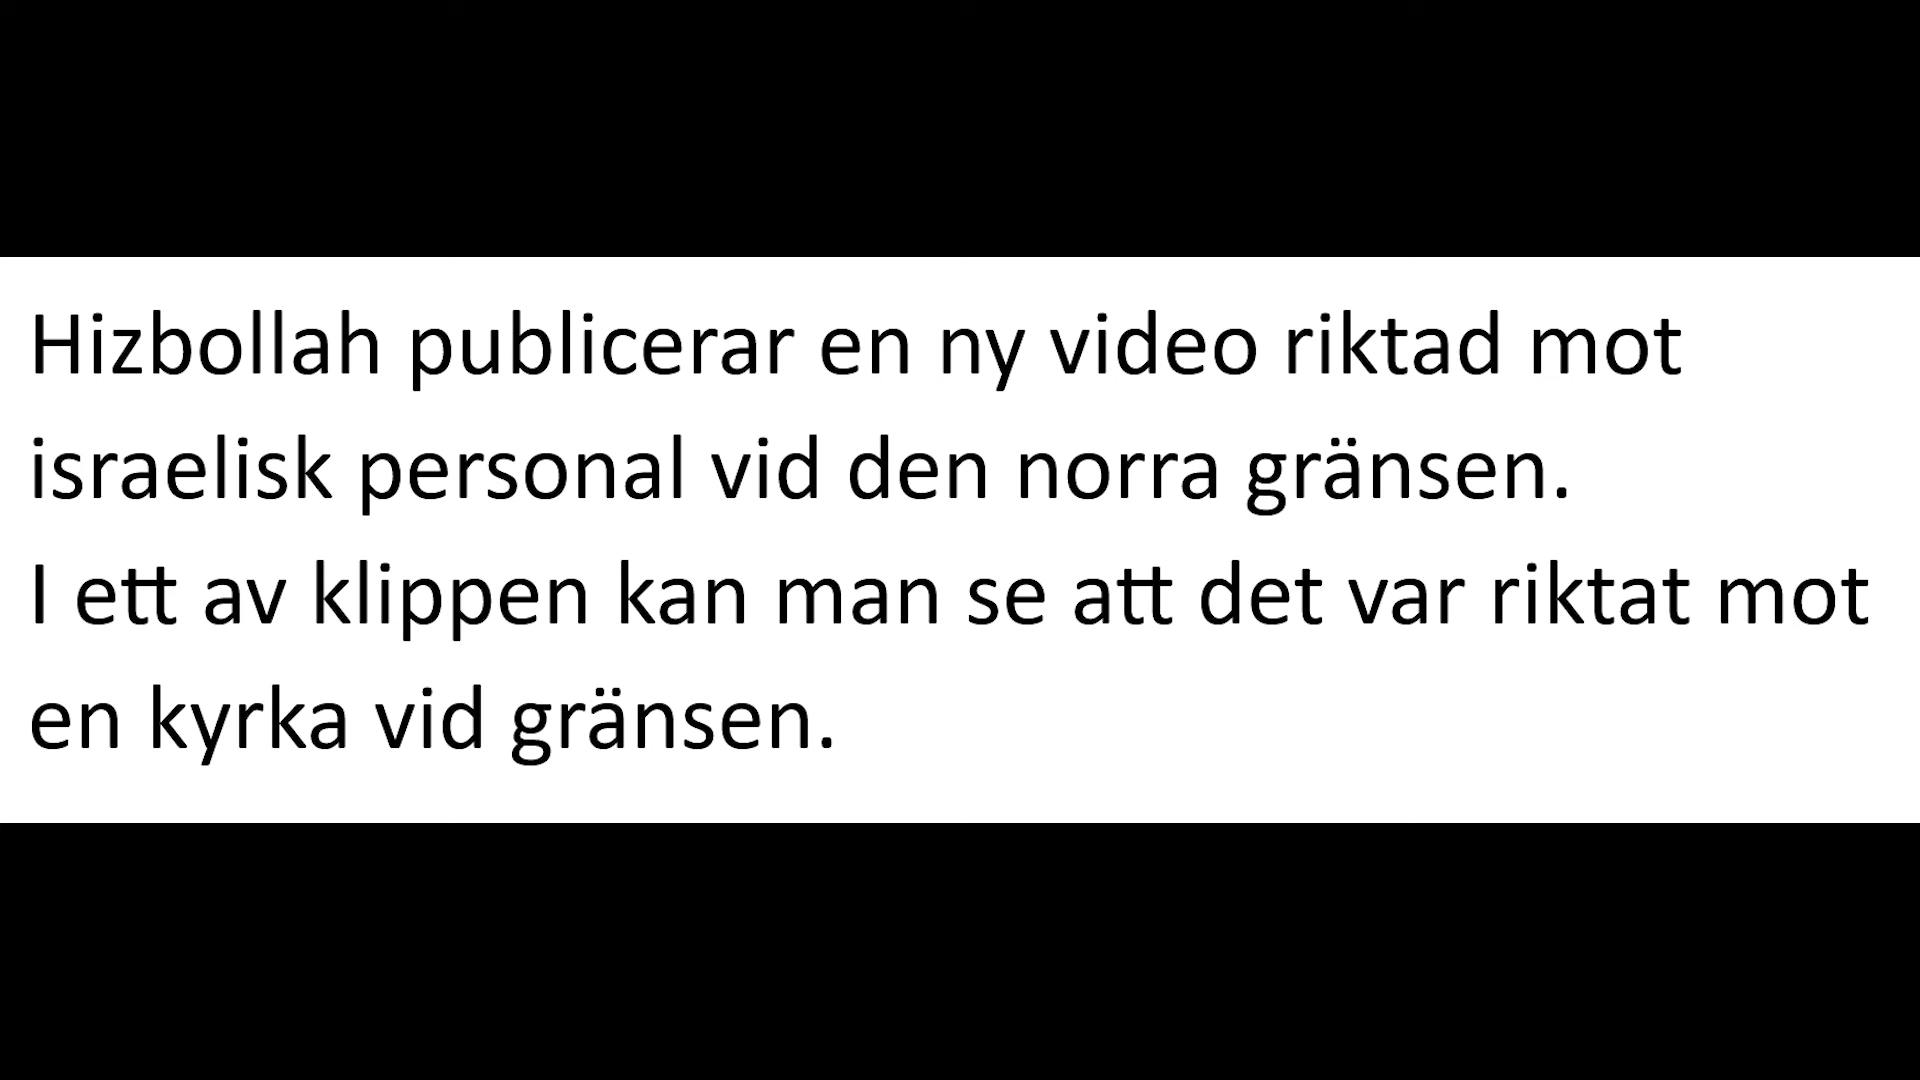 Hizbollah publicerar en ny video riktad mot
israelisk personal vid den norra gränsen.
I ett av klippen kan man se att det var riktat mot
en kyrka vid gränsen.